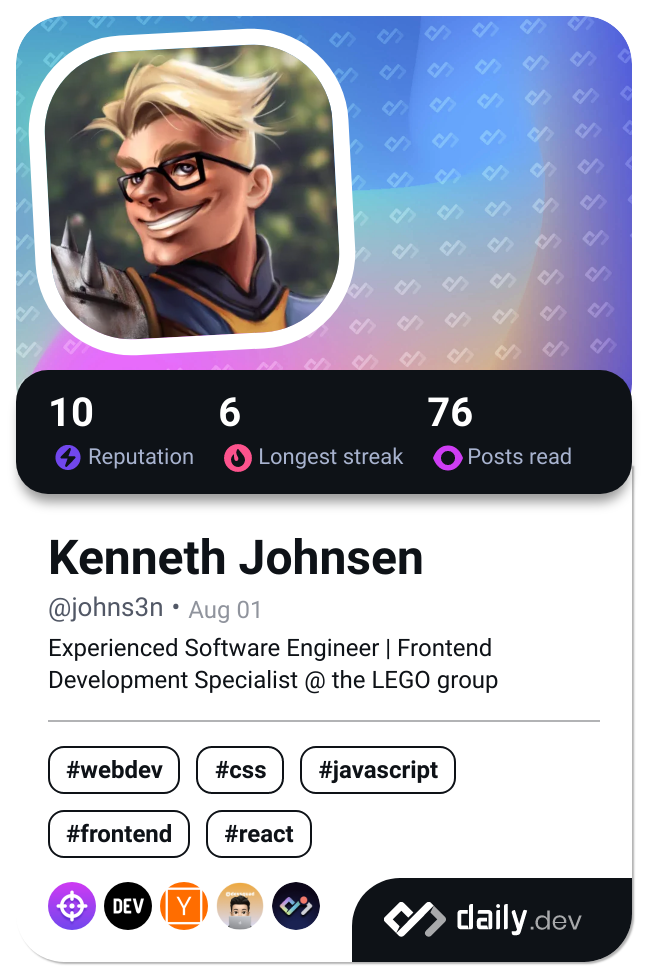 10 6 76
Reputation Longest streak Posts read
Kenneth Johnsen
@johns3n • Aug 01
Experienced Software Engineer | Frontend
Development Specialist @ the LEGO group
#webdev #css #javascript
#frontend #react
DEV Y
daily.dev